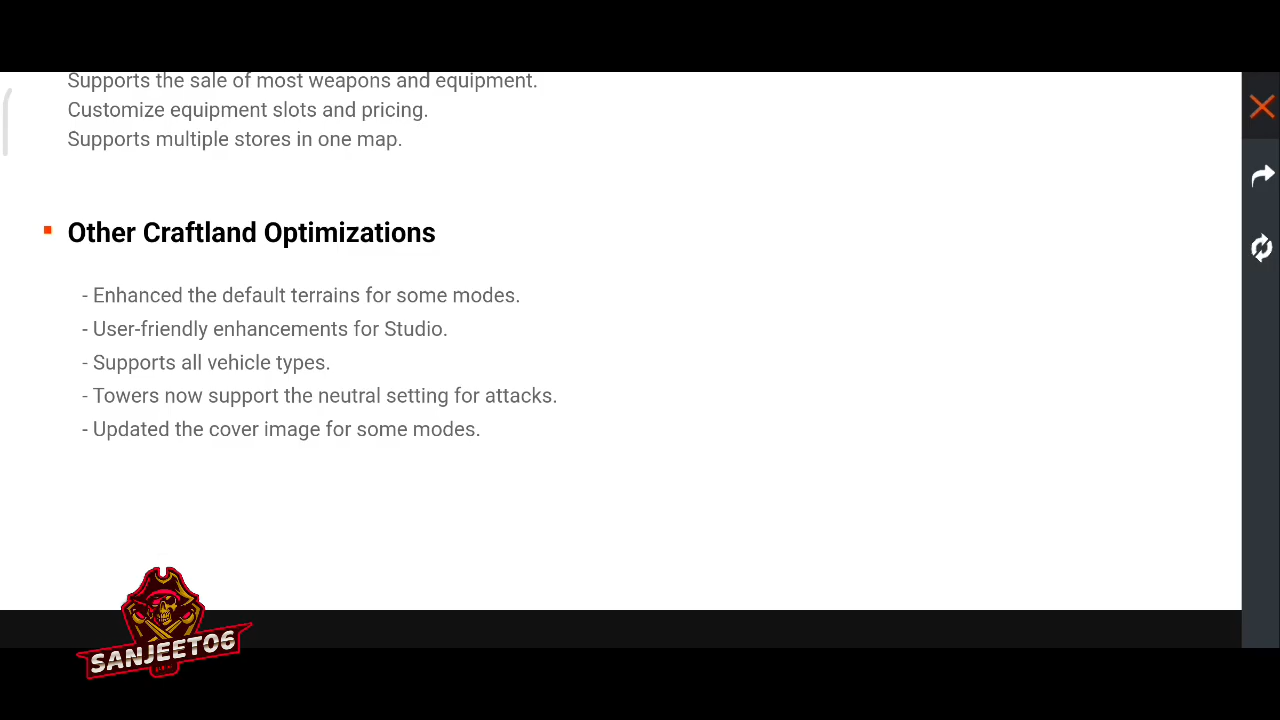 Supports the sale of most weapons and equipment.
Customize equipment slots and pricing.
Supports multiple stores in one map.
Other Craftland Optimizations
- Enhanced the default terrains for some modes.
- User-friendly enhancements for Studio.
- Supports all vehicle types.
- Towers now support the neutral setting for attacks.
- Updated the cover image for some modes.
SANJEET06